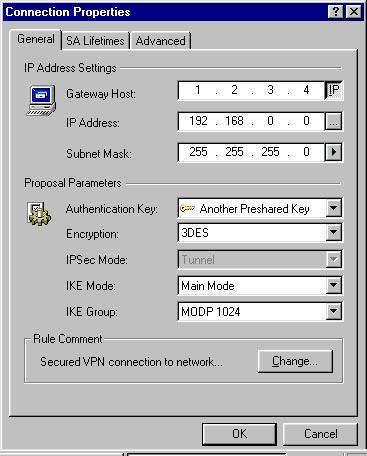 Connection Properties
General SA Lifetimes Advanced
IP Address Settings
Gateway Host: 1 . 2 . 3 . 4 IP
IP Address: 192 . 168 . 0 . 0 ...
Subnet Mask: 255 . 255 . 255 . 0
Proposal Parameters
Authentication Key: Another Preshared Key
Encryption: 3DES
IPSec Mode: Tunnel
IKE Mode: Main Mode
IKE Group: MODP 1024
Rule Comment
Secured VPN connection to network... Change...
OK Cancel